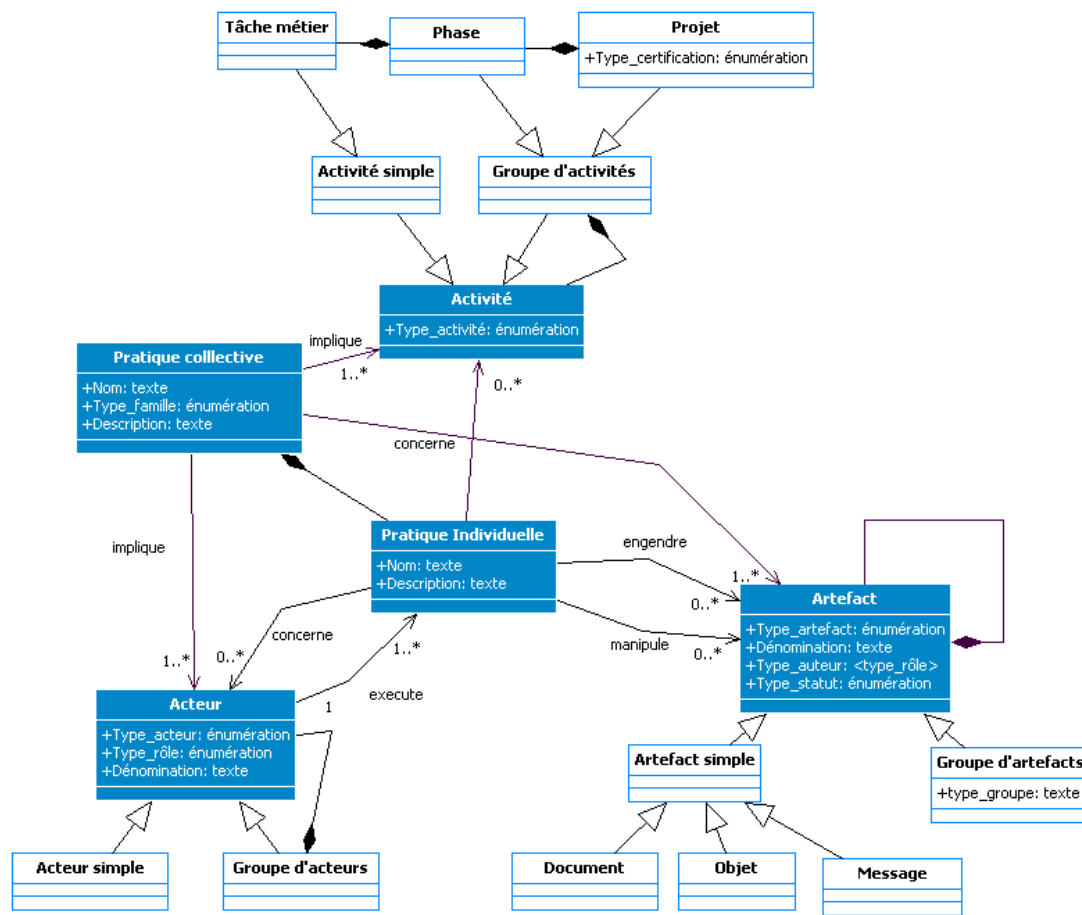 Tâche métier
Phase
Projet
+Type_certification: énumération
Activité simple
Groupe d'activités
Activité
+Type_activité: énumération
implique
1..*
0..*
Pratique colllective
+Nom: texte
+Type_famille: énumération
+Description: texte
concerne
implique
Pratique Individuelle
+Nom: texte
+Description: texte
engendre
1..*
0..*
manipule
0..*
Artefact
+Type_artefact: énumération
+Dénomination: texte
+Type_auteur: <type_rôle>
+Type_statut: énumération
concerne
0..*
1..*
execute
1
1..*
Acteur
+Type_acteur: énumération
+Type_rôle: énumération
+Dénomination: texte
Artefact simple
Groupe d'artefacts
+type_groupe: texte
Acteur simple
Groupe d'acteurs
Document
Objet
Message